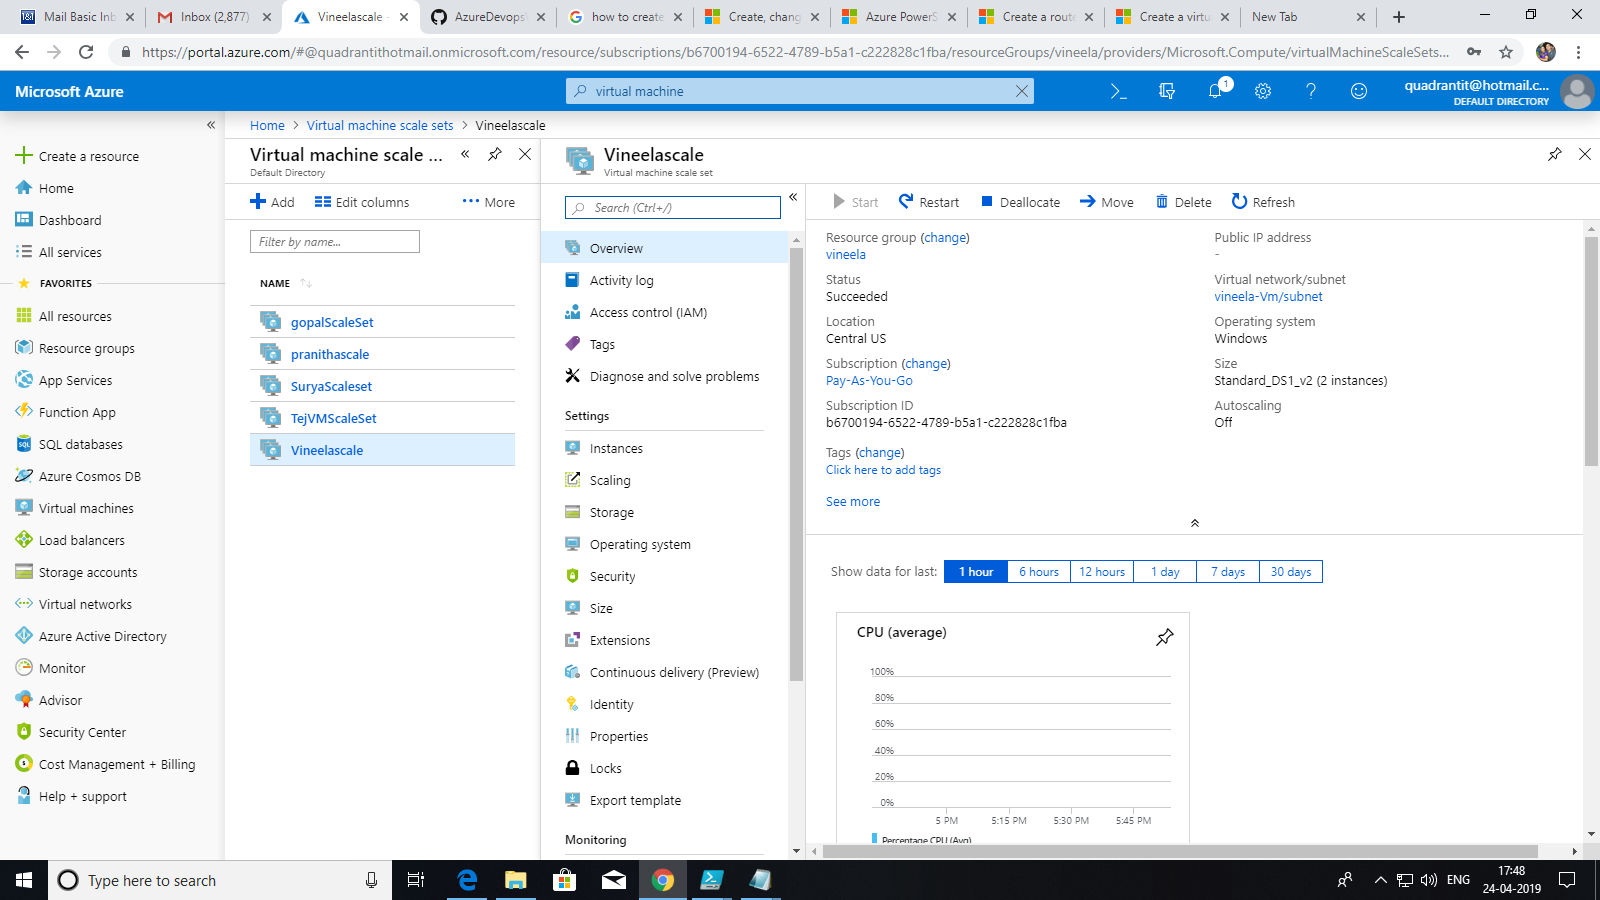 Mail Basic Inb
Inbox (2,877)
Vineelascale -
AzureDevops
how to create
Create, chang
Azure PowerS
Create a route
Create a virtu
New Tab
https://portal.azure.com/#@quadrantithotmail.onmicrosoft.com/resource/subscriptions/b6700194-6522-4789-b5a1-c222828c1fba/resourceGroups/vineela/providers/Microsoft.Compute/virtualMachineScaleSets...
Microsoft Azure
virtual machine
1
quadrantit@hotmail.c...
DEFAULT DIRECTORY
Create a resource
Home
Dashboard
All services
FAVORITES
All resources
Resource groups
App Services
Function App
SQL databases
Azure Cosmos DB
Virtual machines
Load balancers
Storage accounts
Virtual networks
Azure Active Directory
Monitor
Advisor
Security Center
Cost Management + Billing
Help + support
Home > Virtual machine scale sets > Vineelascale
Virtual machine scale ...
Default Directory
Add
Edit columns
More
Filter by name...
NAME
gopalScaleSet
pranithascale
SuryaScaleset
TejVMScaleSet
Vineelascale
Vineelascale
Virtual machine scale set
Search (Ctrl+/)
Overview
Activity log
Access control (IAM)
Tags
Diagnose and solve problems
Settings
Instances
Scaling
Storage
Operating system
Security
Size
Extensions
Continuous delivery (Preview)
Identity
Properties
Locks
Export template
Monitoring
Start
Restart
Deallocate
Move
Delete
Refresh
Resource group (change)
vineela
Status
Succeeded
Location
Central US
Subscription (change)
Pay-As-You-Go
Subscription ID
b6700194-6522-4789-b5a1-c222828c1fba
Tags (change)
Click here to add tags
See more
Public IP address
-
Virtual network/subnet
vineela-Vm/subnet
Operating system
Windows
Size
Standard_DS1_v2 (2 instances)
Autoscaling
Off
Show data for last:
1 hour
6 hours
12 hours
1 day
7 days
30 days
CPU (average)
100%
80%
60%
40%
20%
0%
5 PM
5:15 PM
5:30 PM
5:45 PM
Percentage CPU (Avg)
Type here to search
ENG
17:48
24-04-2019